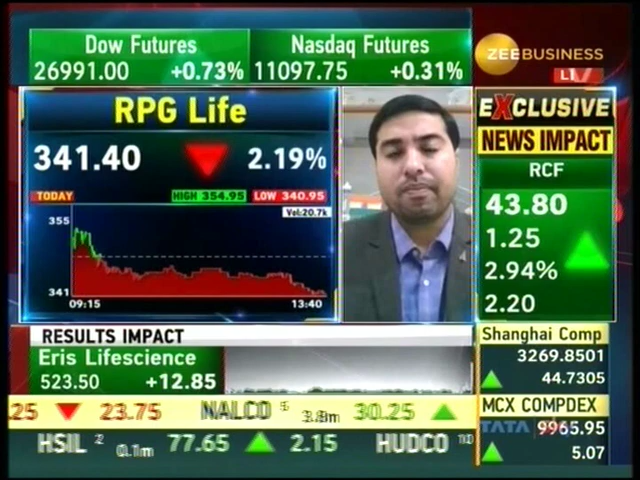 Dow Futures
26991.00 +0.73%
Nasdaq Futures
11097.75 +0.31%
ZEE BUSINESS
RPG Life
341.40 2.19%
TODAY HIGH 354.95 LOW 340.95
Vol:20.7k
355
341
09:15 13:40
EXCLUSIVE
NEWS IMPACT
RCF
43.80
1.25
2.94%
2.20
RESULTS IMPACT
Eris Lifescience
523.50 +12.85
Shanghai Comp
3269.8501
44.7305
MCX COMPDEX
9965.95
5.07
.25 23.75 NALCO 5 3.8m 30.25
HSIL 2 0.1m 77.65 2.15 HUDCO 10
TATA